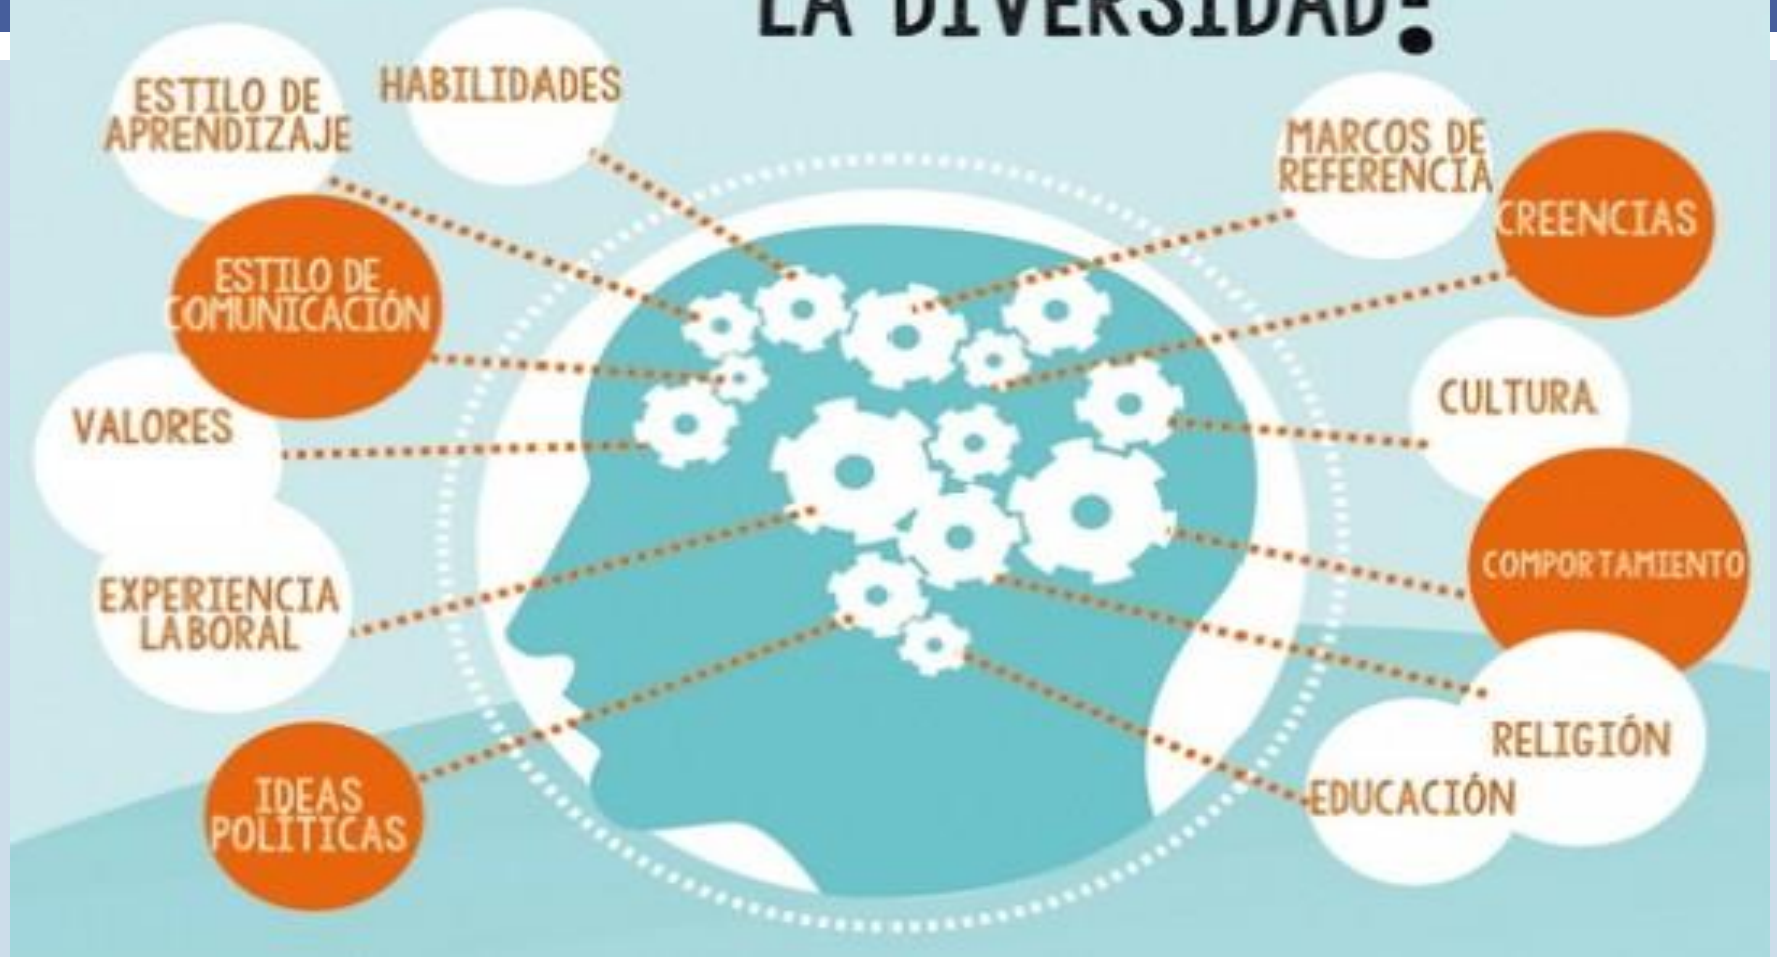 LA DIVERSIDAD:
ESTILO DE
APRENDIZAJE
HABILIDADES
MARCOS DE
REFERENCIA
CREENCIAS
ESTILO DE
COMUNICACIÓN
VALORES
CULTURA
COMPORTAMIENTO
EXPERIENCIA
LABORAL
RELIGIÓN
EDUCACIÓN
IDEAS
POLÍTICAS